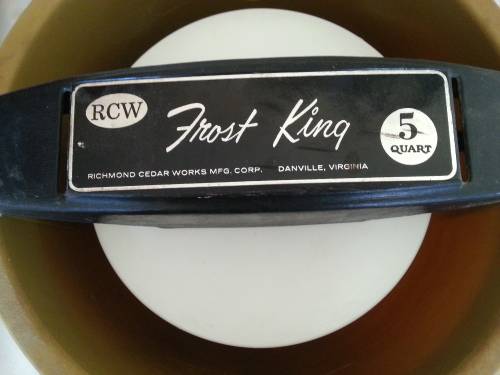 RCW
Frost King
5
QUART
RICHMOND CEDAR WORKS MFG. CORP. DANVILLE, VIRGINIA